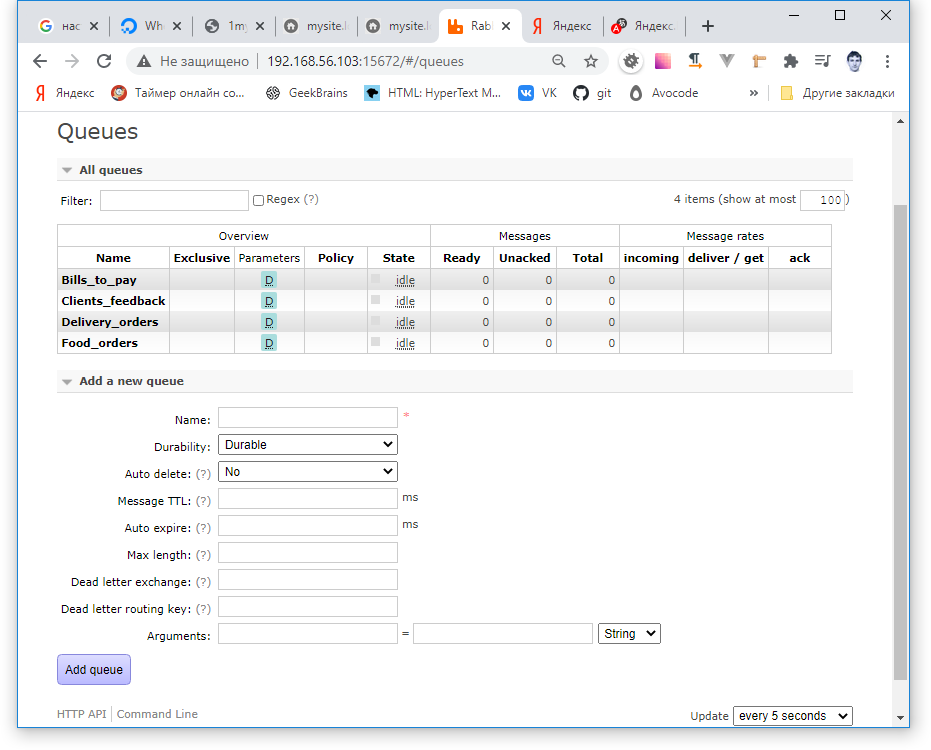 нас Who 1my mysite.l mysite.lo Rab Яндекс Яндекс.
Не защищено 192.168.56.103:15672/#/queues
Яндекс Таймер онлайн со... GeekBrains HTML: HyperText M... VK git Avocode » Другие закладки
Queues
All queues
Filter: Regex (?) 4 items (show at most 100 )
Overview Messages Message rates
Name Exclusive Parameters Policy State Ready Unacked Total incoming deliver / get ack
Bills_to_pay D idle 0 0 0
Clients_feedback D idle 0 0 0
Delivery_orders D idle 0 0 0
Food_orders D idle 0 0 0
Add a new queue
Name: *
Durability: Durable
Auto delete: (?) No
Message TTL: (?) ms
Auto expire: (?) ms
Max length: (?)
Dead letter exchange: (?)
Dead letter routing key: (?)
Arguments: = String
Add queue
HTTP API Command Line
Update every 5 seconds